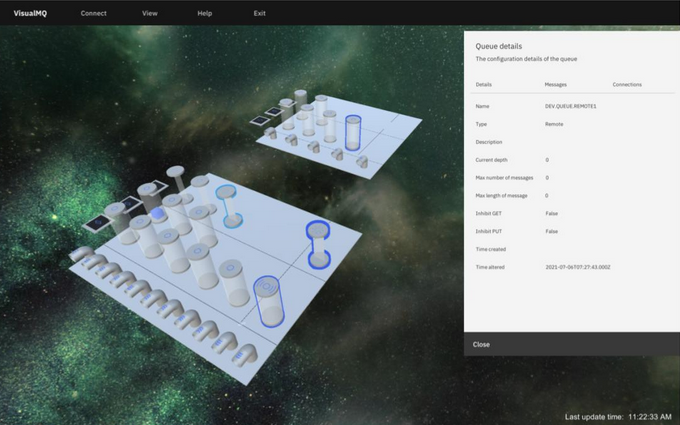 VisualMQ Connect View Help Exit
Queue details
The configuration details of the queue
Details Messages Connections
Name DEV.QUEUE.REMOTE1
Type Remote
Description
Current depth 0
Max number of messages 0
Max length of message 0
Inhibit GET False
Inhibit PUT False
Time created
Time altered 2021-07-06T07:27:43.000Z
Close
Last update time: 11:22:33 AM